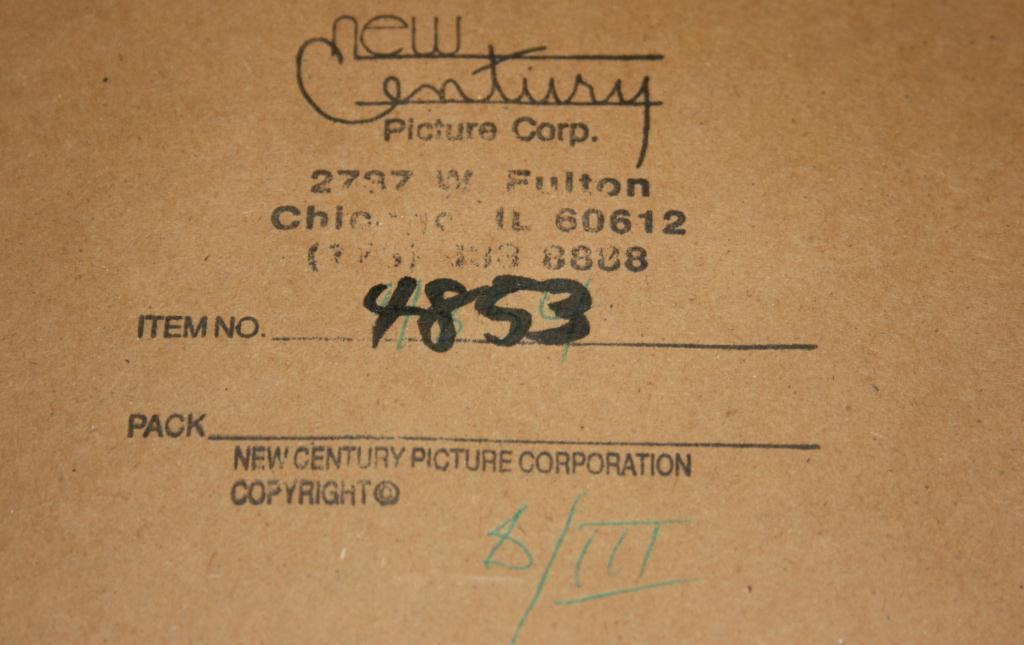 new
Century
Picture Corp.
2737 W. Fulton
IL 60612
8888
ITEM NO. 4853
PACK
NEW CENTURY PICTURE CORPORATION
COPYRIGHT ©
8/III